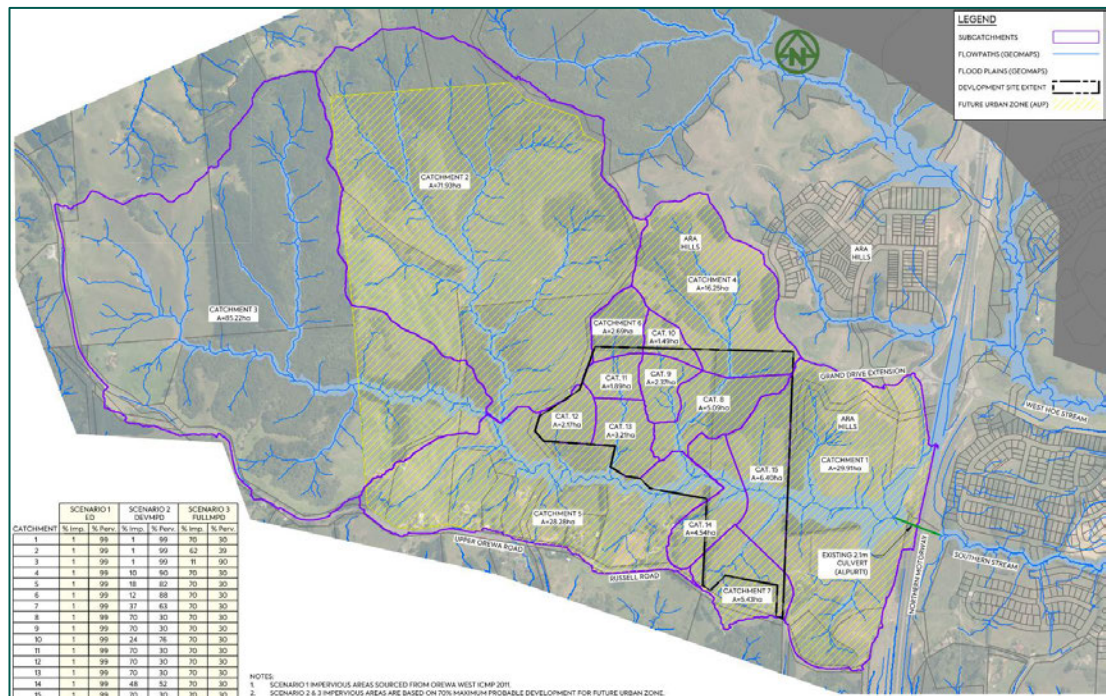 LEGEND
SUBCATCHMENTS
FLOWPATHS (GEOMAPS)
FLOOD PLAINS (GEOMAPS)
DEVLOPMENT SITE EXTENT
FUTURE URBAN ZONE (AUP)
N
CATCHMENT 2
A=71.93ha
ARA
HILLS
CATCHMENT 4
A=16.25ha
ARA
HILLS
CATCHMENT 3
A=85.22ha
CATCHMENT 6
A=2.69ha
CAT. 10
A=1.49ha
CAT. 11
A=1.89ha
CAT. 9
A=2.37ha
CAT. 8
A=5.09ha
GRAND DRIVE EXTENSION
CAT. 12
A=2.17ha
CAT. 13
A=3.21ha
ARA
HILLS
WEST HOE STREAM
CATCHMENT 1
A=29.91ha
CAT. 15
A=6.40ha
CATCHMENT 5
A=28.28ha
CAT. 14
A=4.54ha
UPPER OREWA ROAD
RUSSELL ROAD
CATCHMENT 7
A=5.43ha
EXISTING 2.1m
CULVERT
(ALPURT1)
NORTHERN MOTORWAY
SOUTHERN STREAM
SCENARIO 1 SCENARIO 2 SCENARIO 3
ED DEVMPD FULLMPD
CATCHMENT % Imp. % Perv. % Imp. % Perv. % Imp. % Perv.
1 1 99 1 99 70 30
2 1 99 1 99 62 39
3 1 99 1 99 11 90
4 1 99 10 90 70 30
5 1 99 18 82 70 30
6 1 99 12 88 70 30
7 1 99 37 63 70 30
8 1 99 70 30 70 30
9 1 99 70 30 70 30
10 1 99 24 76 70 30
11 1 99 70 30 70 30
12 1 99 70 30 70 30
13 1 99 70 30 70 30
14 1 99 48 52 70 30
15 1 99 70 30 70 30
NOTES:
1. SCENARIO 1 IMPERVIOUS AREAS SOURCED FROM OREWA WEST ICMP 2011.
2. SCENARIO 2 & 3 IMPERVIOUS AREAS ARE BASED ON 70% MAXIMUM PROBABLE DEVELOPMENT FOR FUTURE URBAN ZONE.